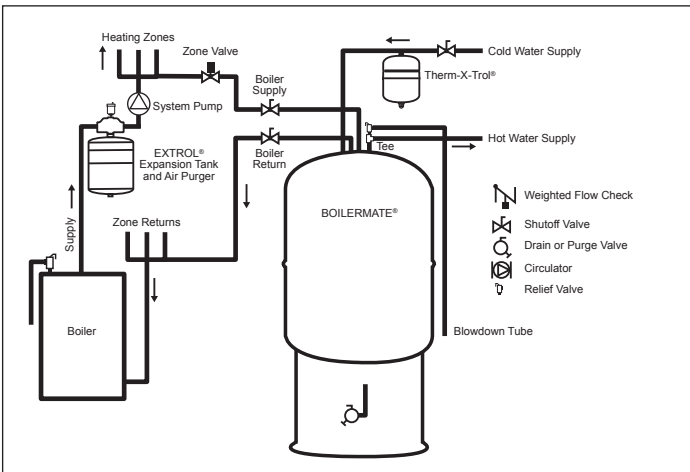 Heating Zones
Zone Valve
Cold Water Supply
Boiler
Supply
Therm-X-Trol®
System Pump
Hot Water Supply
Tee
EXTROL®
Expansion Tank
and Air Purger
Boiler
Return
BOILERMATE®
Weighted Flow Check
Zone Returns
Supply
Shutoff Valve
Drain or Purge Valve
Circulator
Relief Valve
Boiler
Blowdown Tube